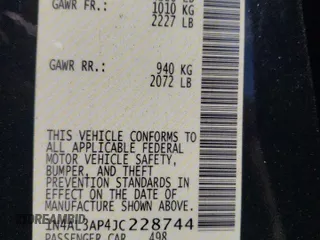 GAWR FR.: 1010 KG
2227 LB
GAWR RR.: 940 KG
2072 LB
THIS VEHICLE CONFORMS TO
ALL APPLICABLE FEDERAL
MOTOR VEHICLE SAFETY,
BUMPER, AND THEFT
PREVENTION STANDARDS IN
EFFECT ON THE DATE OF
MANUFACTURE SHOWN ABOVE.
1N4AL3AP4JC228744
PASSENGER CAR 498
DREAMBID